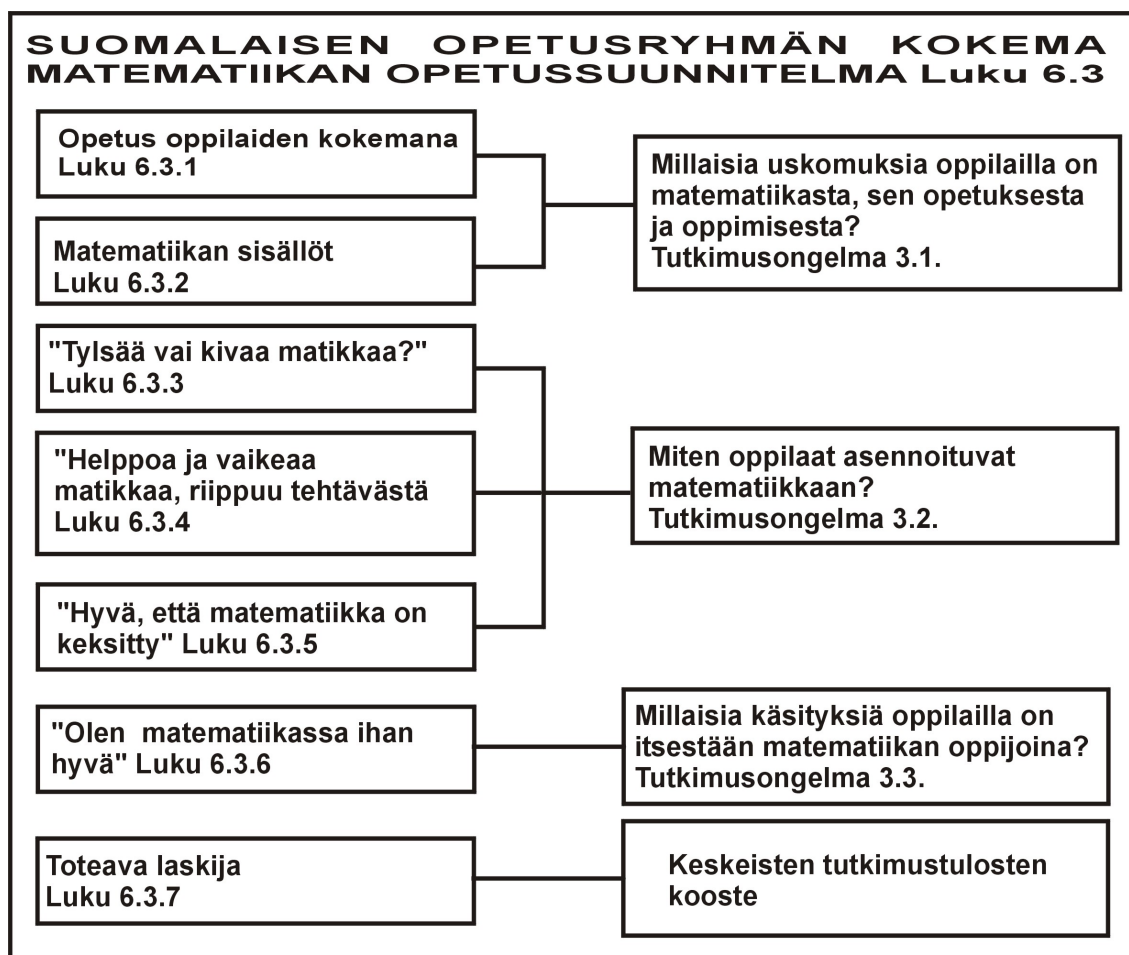 SUOMALAISEN OPETUSRYHMÄN KOKEMA
MATEMATIIKAN OPETUSSUUNNITELMA Luku 6.3
Opetus oppilaiden kokemana
Luku 6.3.1
Matematiikan sisällöt
Luku 6.3.2
Millaisia uskomuksia oppilailla on
matematiikasta, sen opetuksesta
ja oppimisesta?
Tutkimusongelma 3.1.
"Tylsää vai kivaa matikkaa?"
Luku 6.3.3
"Helppoa ja vaikeaa
matikkaa, riippuu tehtävästä
Luku 6.3.4
"Hyvä, että matematiikka on
keksitty" Luku 6.3.5
Miten oppilaat asennoituvat
matematiikkaan?
Tutkimusongelma 3.2.
"Olen matematiikassa ihan
hyvä" Luku 6.3.6
Millaisia käsityksiä oppilailla on
itsestään matematiikan oppijoina?
Tutkimusongelma 3.3.
Toteava laskija
Luku 6.3.7
Keskeisten tutkimustulosten
kooste